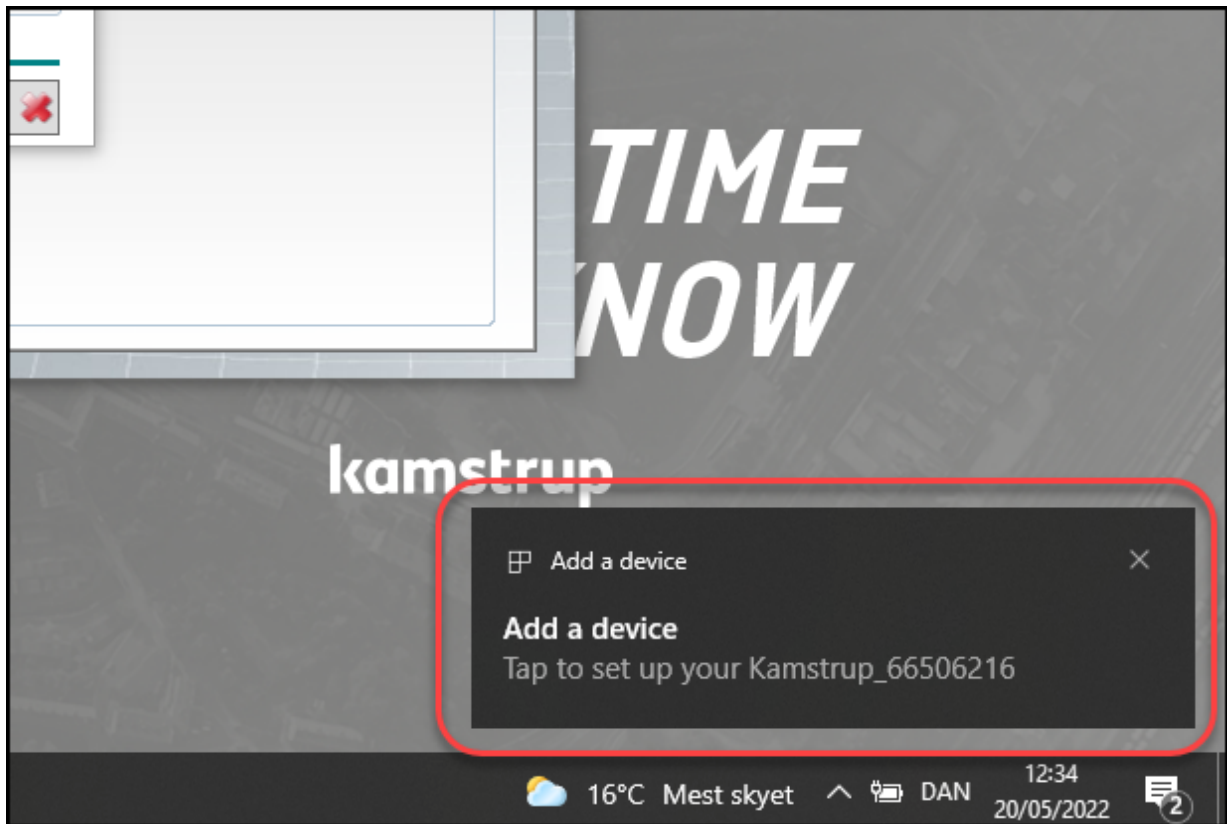 TIME
KNOW
kamstrup
Add a device
Add a device
Tap to set up your Kamstrup_66506216
16°C Mest skyet DAN
12:34
20/05/2022
2